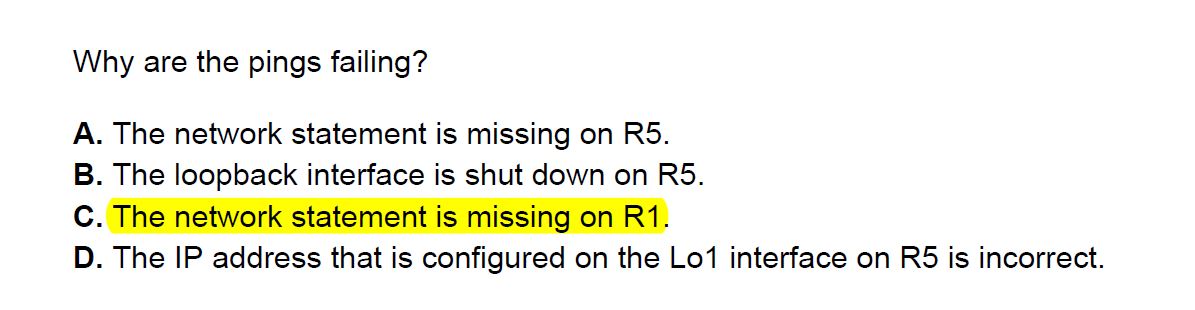 Why are the pings failing?
A. The network statement is missing on R5.
B. The loopback interface is shut down on R5.
C. The network statement is missing on R1.
D. The IP address that is configured on the Lo1 interface on R5 is incorrect.